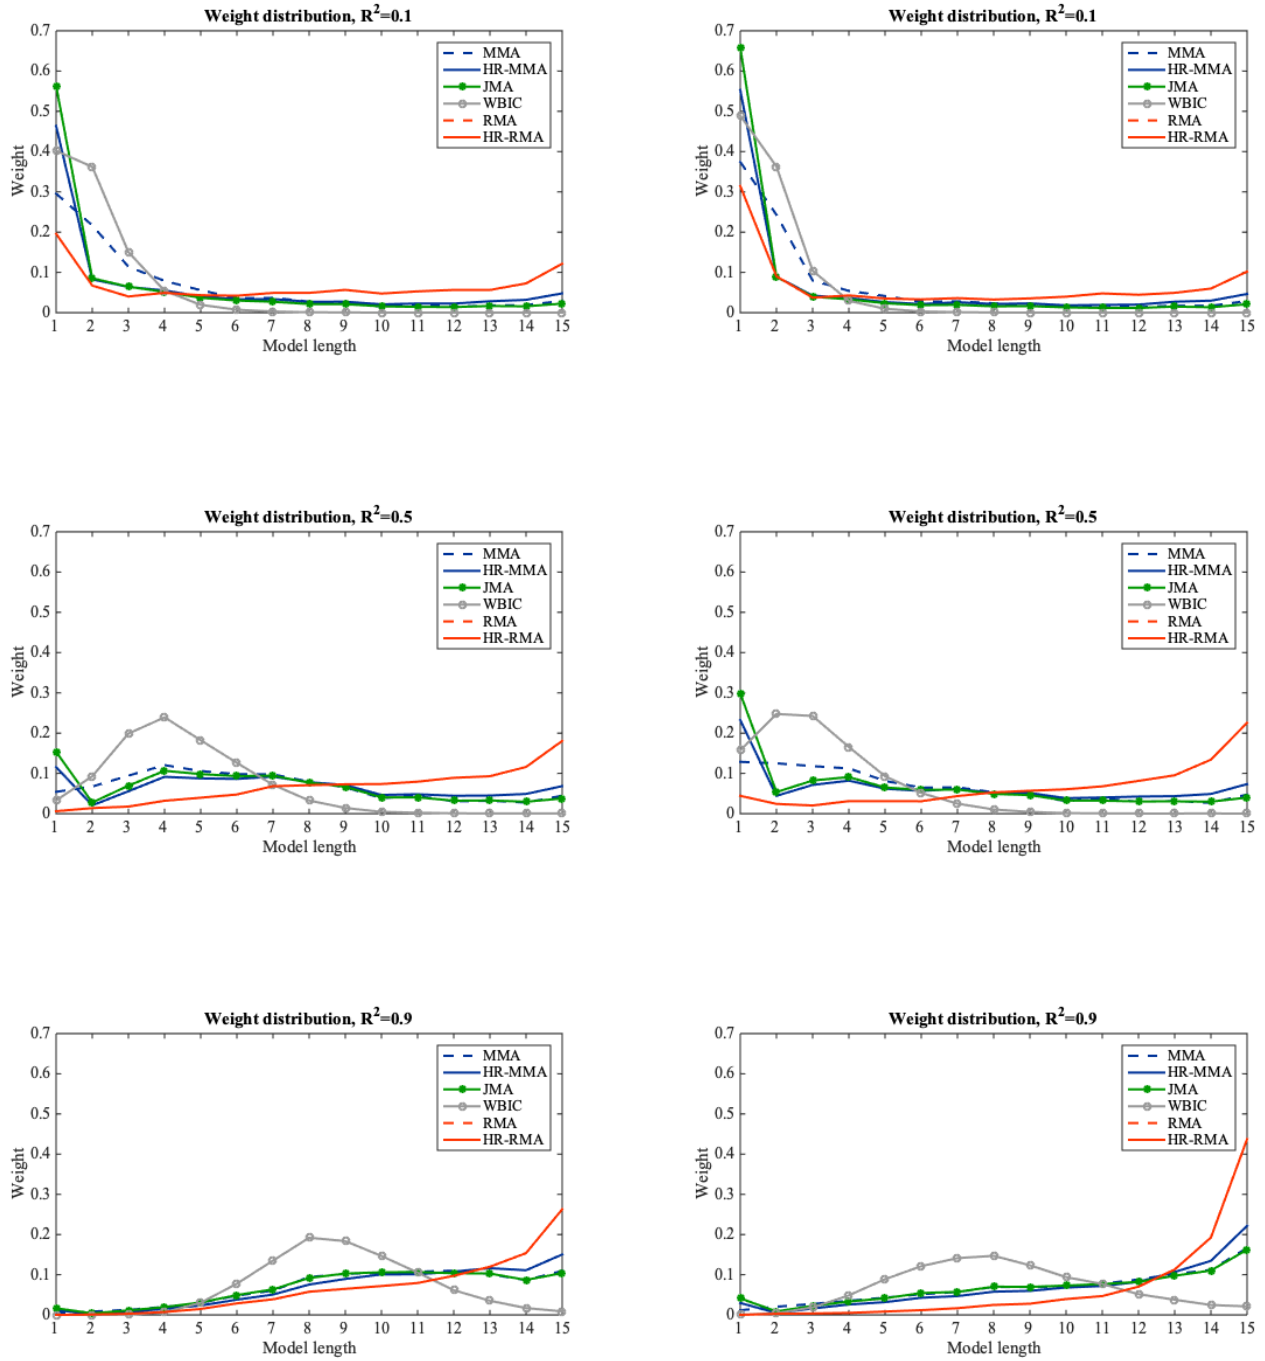 Weight distribution, R²=0.1
0.7
0.6
0.5
0.4
0.3
0.2
0.1
0
Weight
MMA
HR-MMA
JMA
WBIC
RMA
HR-RMA
1 2 3 4 5 6 7 8 9 10 11 12 13 14 15
Model length
Weight distribution, R²=0.1
0.7
0.6
0.5
0.4
0.3
0.2
0.1
0
Weight
MMA
HR-MMA
JMA
WBIC
RMA
HR-RMA
1 2 3 4 5 6 7 8 9 10 11 12 13 14 15
Model length
Weight distribution, R²=0.5
0.7
0.6
0.5
0.4
0.3
0.2
0.1
0
Weight
MMA
HR-MMA
JMA
WBIC
RMA
HR-RMA
1 2 3 4 5 6 7 8 9 10 11 12 13 14 15
Model length
Weight distribution, R²=0.5
0.7
0.6
0.5
0.4
0.3
0.2
0.1
0
Weight
MMA
HR-MMA
JMA
WBIC
RMA
HR-RMA
1 2 3 4 5 6 7 8 9 10 11 12 13 14 15
Model length
Weight distribution, R²=0.9
0.7
0.6
0.5
0.4
0.3
0.2
0.1
0
Weight
MMA
HR-MMA
JMA
WBIC
RMA
HR-RMA
1 2 3 4 5 6 7 8 9 10 11 12 13 14 15
Model length
Weight distribution, R²=0.9
0.7
0.6
0.5
0.4
0.3
0.2
0.1
0
Weight
MMA
HR-MMA
JMA
WBIC
RMA
HR-RMA
1 2 3 4 5 6 7 8 9 10 11 12 13 14 15
Model length